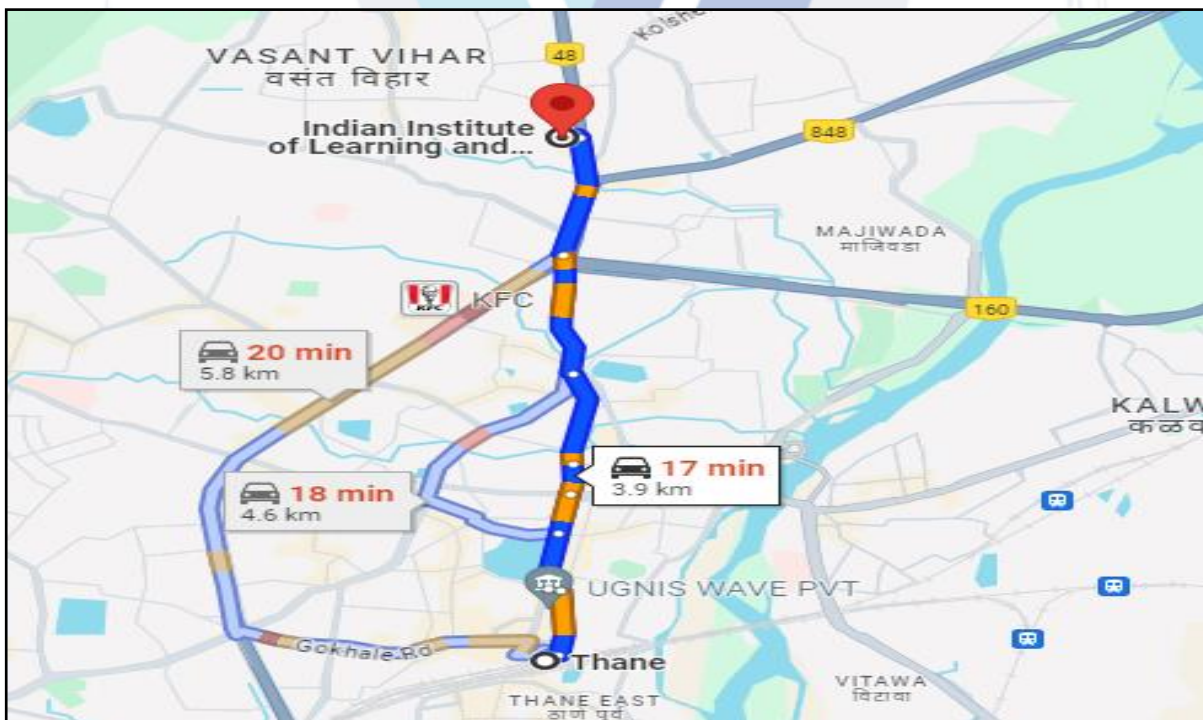 Kolshe
VASANT VIHAR
वसंत विहार
48
Indian Institute
of Learning and...
848
MAJIWADA
माजिवडा
KFC
KFC
160
20 min
5.8 km
KALW
कळव
17 min
3.9 km
18 min
4.6 km
UGNIS WAVE PVT
Gokhale Rd
Thane
THANE EAST
ठाणे पूर्व
VITAWA
विटावा